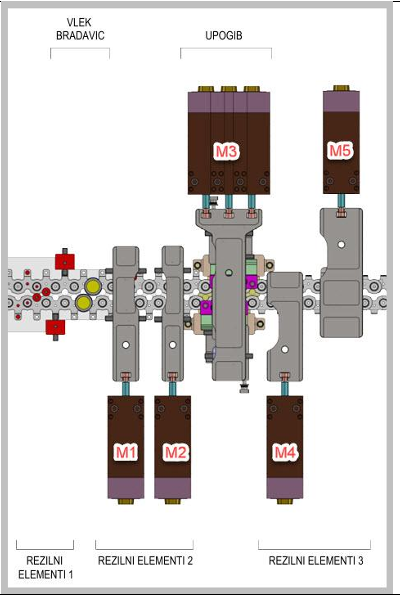 VLEK
BRADAVIC
UPOGIB
M3
M5
M1
M2
M4
REZILNI
ELEMENTI 1
REZILNI ELEMENTI 2
REZILNI ELEMENTI 3